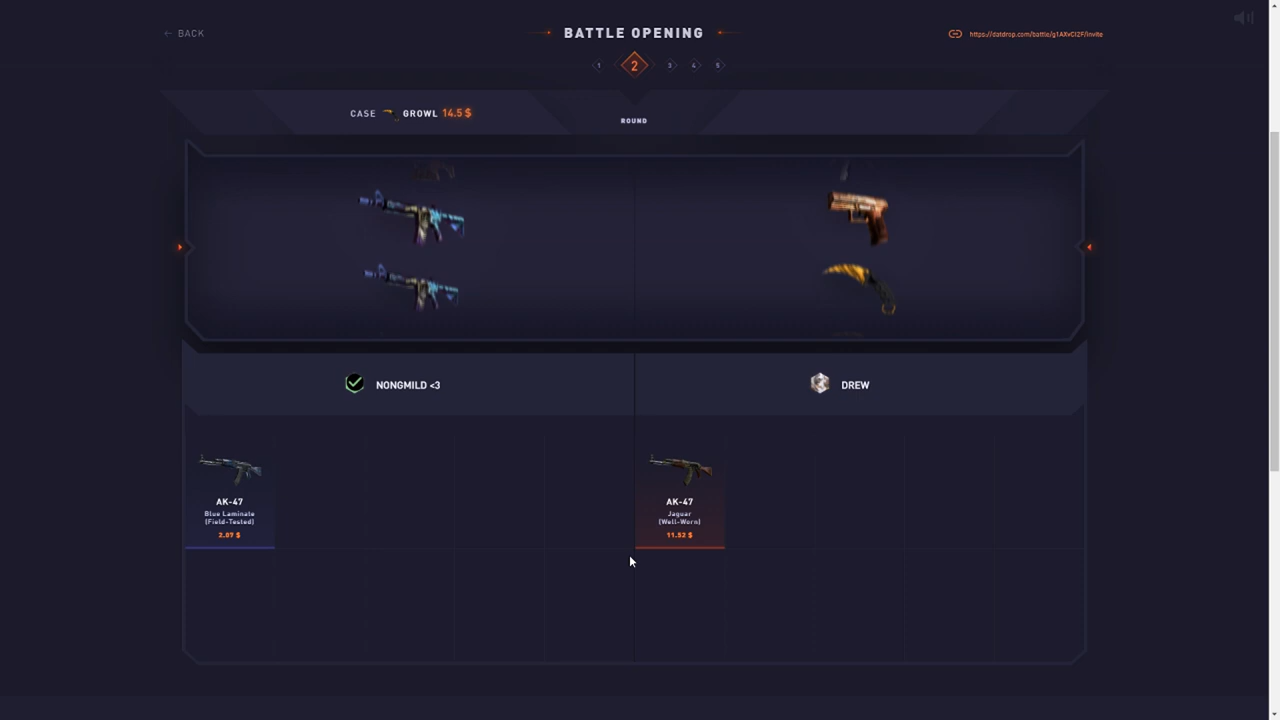 ← BACK
BATTLE OPENING
https://datdrop.com/battle/g1AXvCI2F/invite
1 2 3 4 5
CASE GROWL 14.5 $
ROUND
NONGMILD <3
DREW
AK-47
Blue Laminate
(Field-Tested)
2.07 $
AK-47
Jaguar
(Well-Worn)
11.52 $